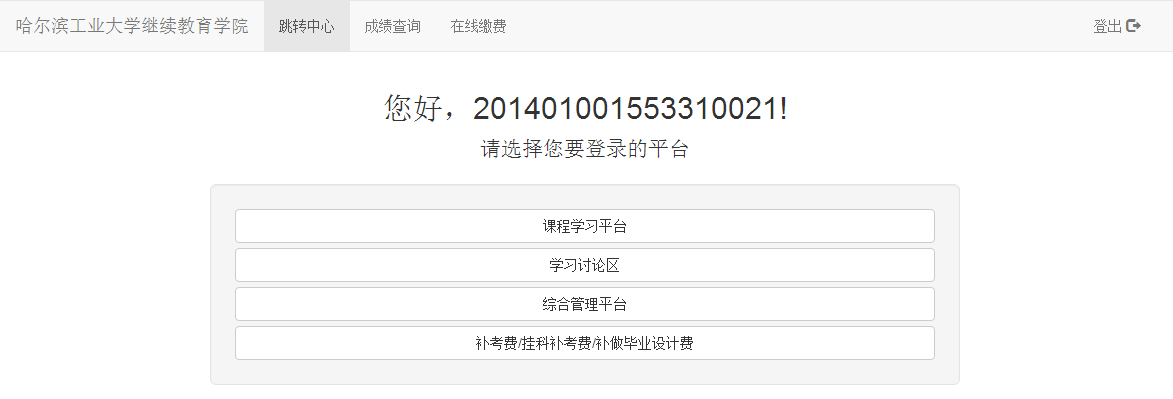 哈尔滨工业大学继续教育学院 跳转中心 成绩查询 在线缴费 登出
您好，201401001553310021!
请选择您要登录的平台
课程学习平台
学习讨论区
综合管理平台
补考费/挂科补考费/补做毕业设计费